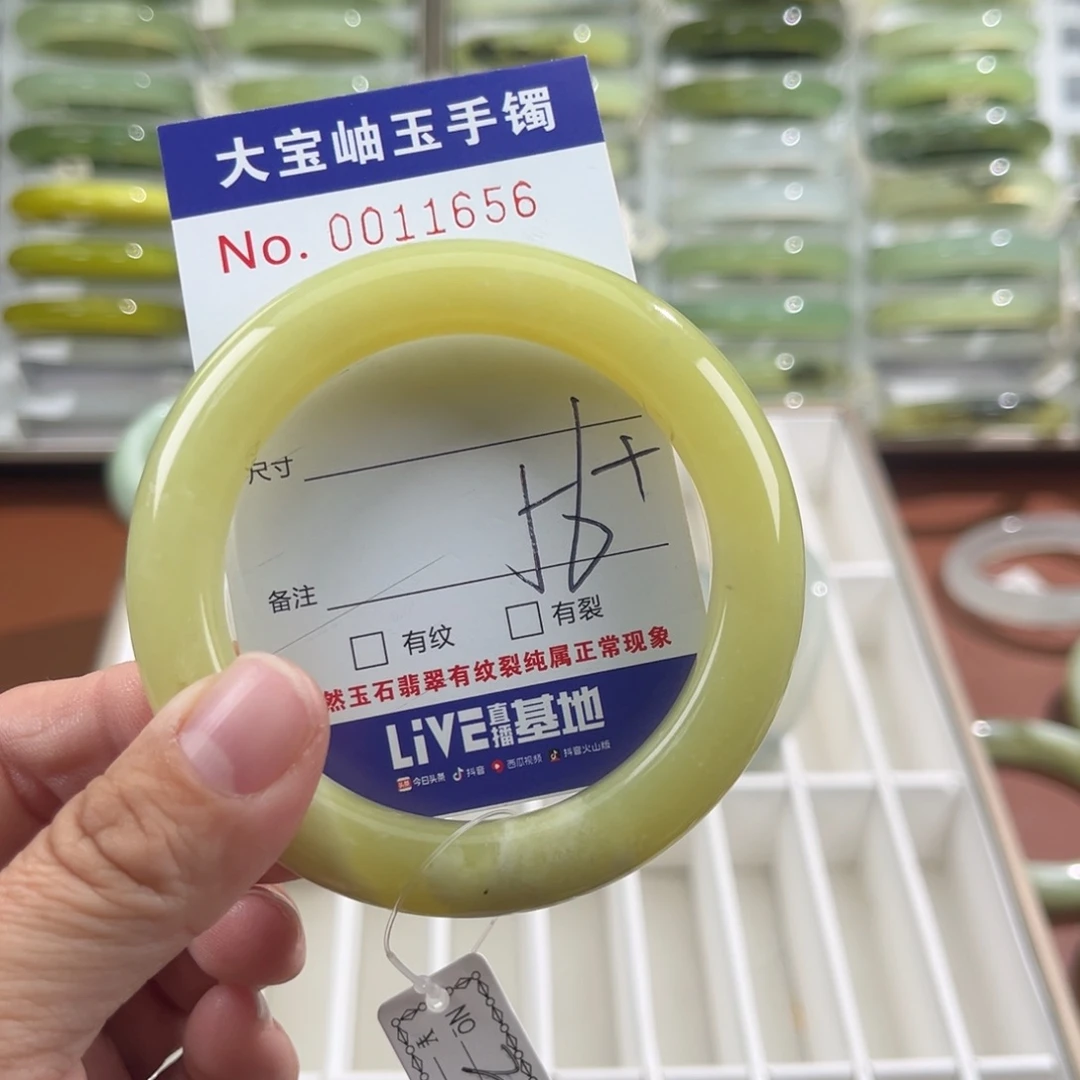 大宝岫玉手镯
No. 0011656
尺寸
备注
□ 有纹 □ 有裂
然玉石翡翠有纹裂纯属正常现象
LiVE直播基地
今日头条 抖音 西瓜视频 抖音火山版
NO